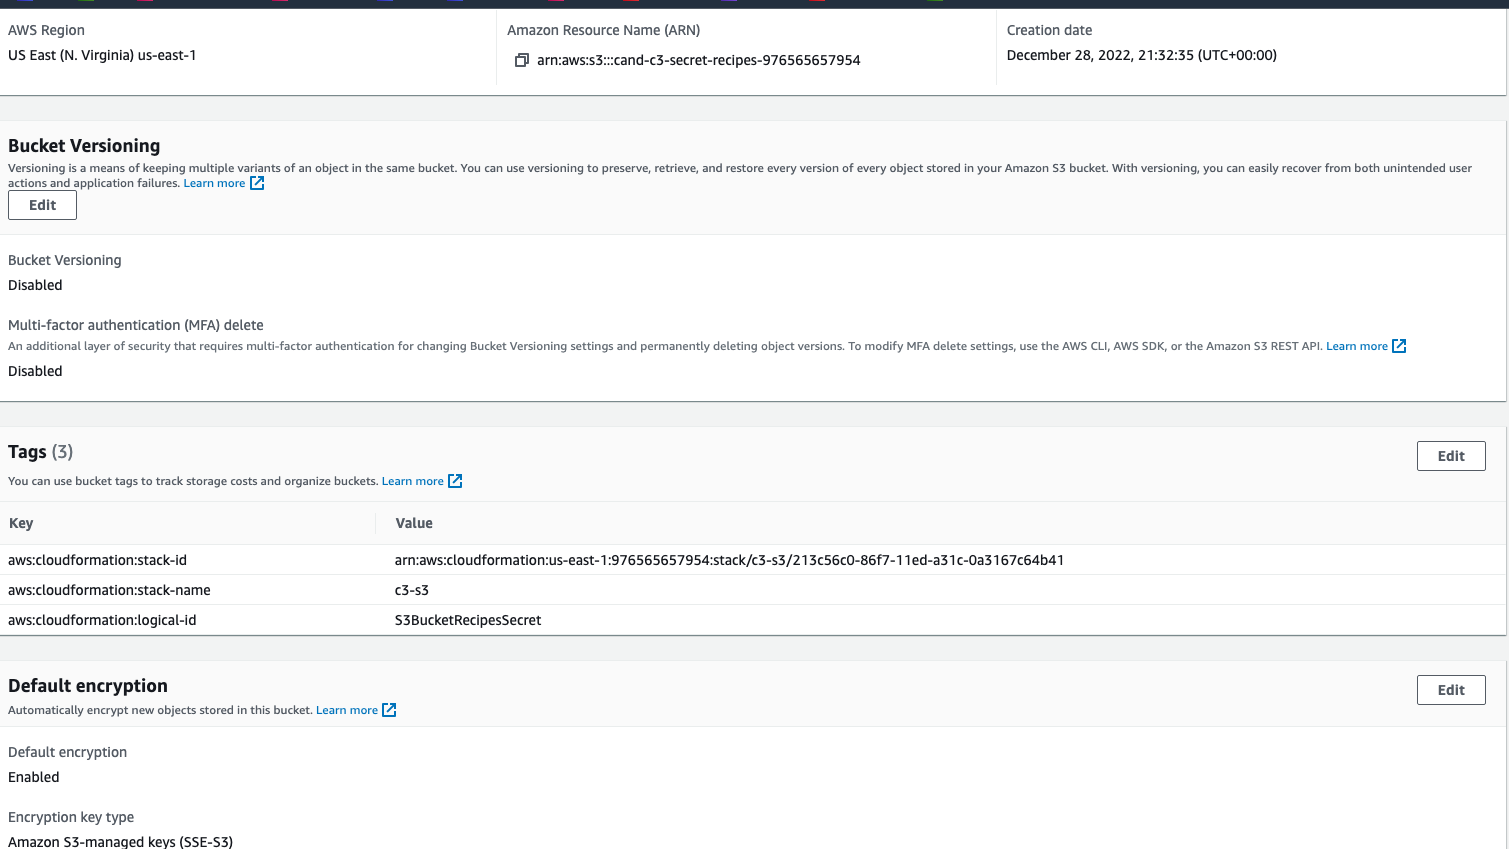 AWS Region
US East (N. Virginia) us-east-1
Amazon Resource Name (ARN)
arn:aws:s3:::cand-c3-secret-recipes-976565657954
Creation date
December 28, 2022, 21:32:35 (UTC+00:00)
Bucket Versioning
Versioning is a means of keeping multiple variants of an object in the same bucket. You can use versioning to preserve, retrieve, and restore every version of every object stored in your Amazon S3 bucket. With versioning, you can easily recover from both unintended user
actions and application failures. Learn more
Edit
Bucket Versioning
Disabled
Multi-factor authentication (MFA) delete
An additional layer of security that requires multi-factor authentication for changing Bucket Versioning settings and permanently deleting object versions. To modify MFA delete settings, use the AWS CLI, AWS SDK, or the Amazon S3 REST API. Learn more
Disabled
Tags (3)
Edit
You can use bucket tags to track storage costs and organize buckets. Learn more
Key Value
aws:cloudformation:stack-id arn:aws:cloudformation:us-east-1:976565657954:stack/c3-s3/213c56c0-86f7-11ed-a31c-0a3167c64b41
aws:cloudformation:stack-name c3-s3
aws:cloudformation:logical-id S3BucketRecipesSecret
Default encryption
Edit
Automatically encrypt new objects stored in this bucket. Learn more
Default encryption
Enabled
Encryption key type
Amazon S3-managed keys (SSE-S3)